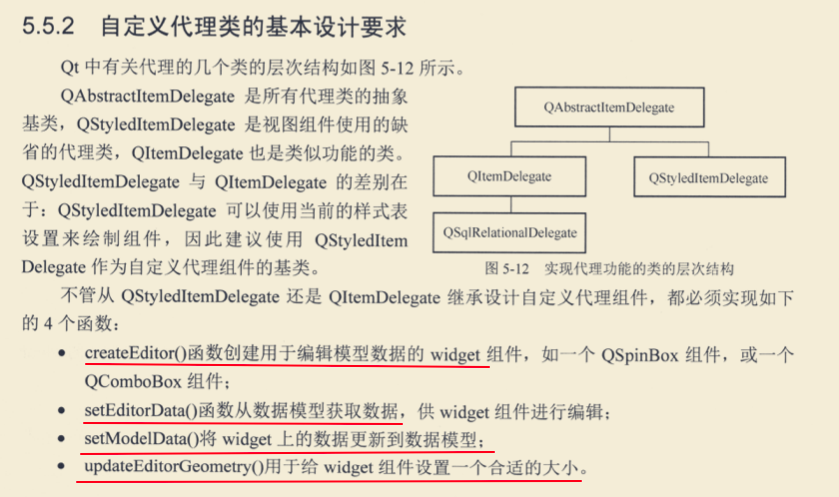 5.5.2 自定义代理类的基本设计要求
Qt 中有关代理的几个类的层次结构如图 5-12 所示。
QAbstractItemDelegate 是所有代理类的抽象
基类，QStyledItemDelegate 是视图组件使用的缺
省的代理类，QItemDelegate 也是类似功能的类。
QStyledItemDelegate 与 QItemDelegate 的差别在
于：QStyledItemDelegate 可以使用当前的样式表
设置来绘制组件，因此建议使用 QStyledItem
Delegate 作为自定义代理组件的基类。
QAbstractItemDelegate
QItemDelegate
QStyledItemDelegate
QSqlRelationalDelegate
图 5-12 实现代理功能的类的层次结构
不管从 QStyledItemDelegate 还是 QItemDelegate 继承设计自定义代理组件，都必须实现如下
的 4 个函数：
• createEditor()函数创建用于编辑模型数据的 widget 组件，如一个 QSpinBox 组件，或一个
QComboBox 组件；
• setEditorData()函数从数据模型获取数据，供 widget 组件进行编辑；
• setModelData()将 widget 上的数据更新到数据模型；
• updateEditorGeometry()用于给 widget 组件设置一个合适的大小。